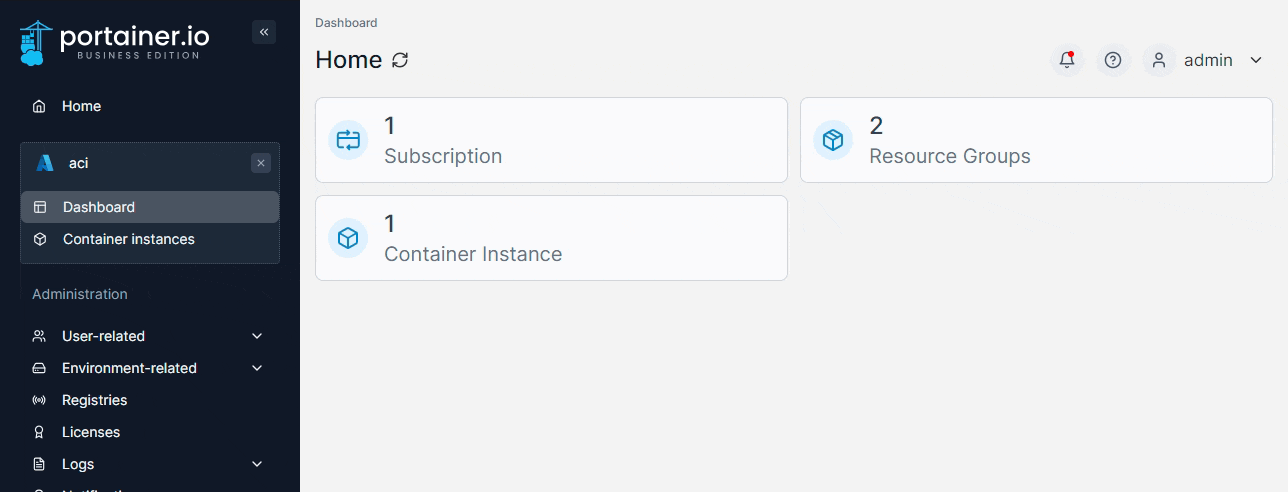 portainer.io
BUSINESS EDITION
Home
aci
Dashboard
Container instances
Administration
User-related
Environment-related
Registries
Licenses
Logs
Dashboard
Home
admin
1
Subscription
2
Resource Groups
1
Container Instance